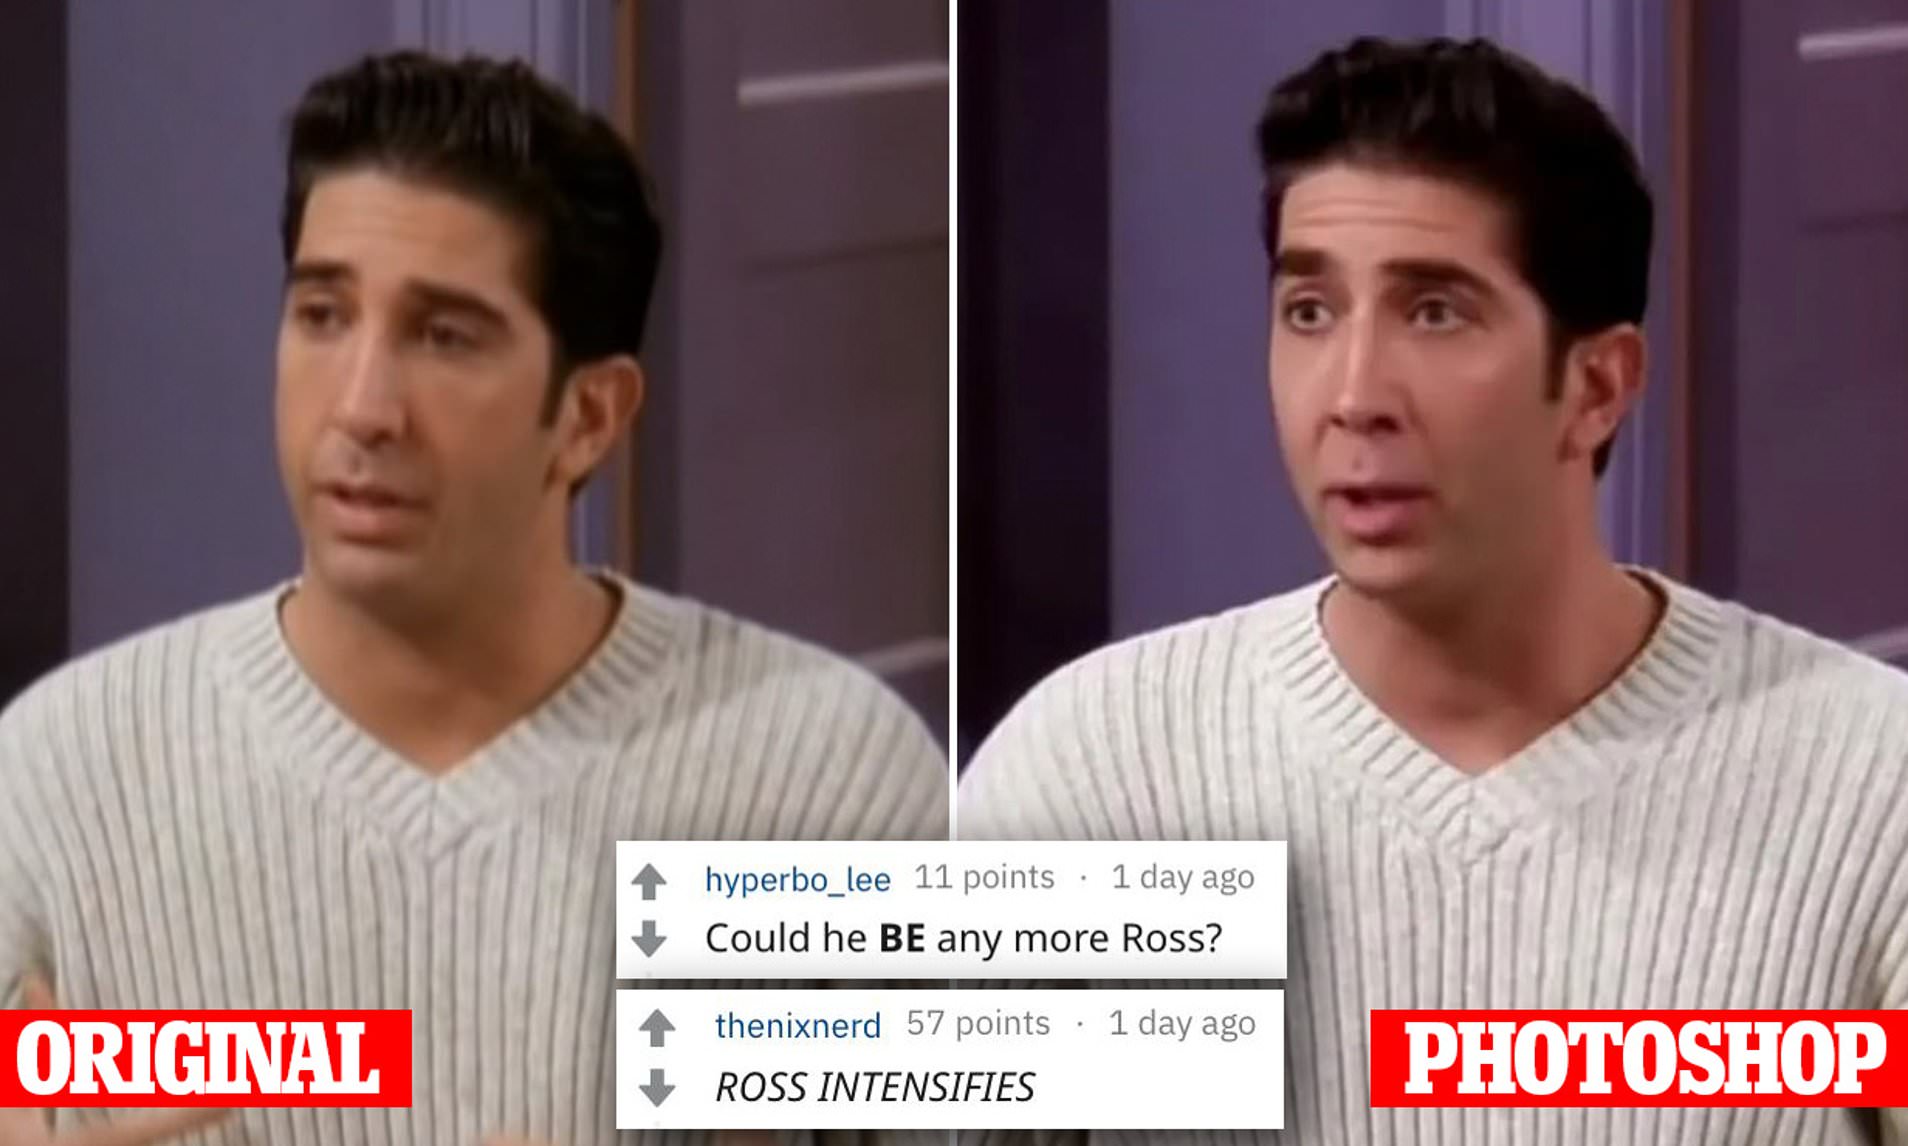 hyperbo_lee 11 points · 1 day ago
Could he BE any more Ross?
thenixnerd 57 points · 1 day ago
ROSS INTENSIFIES
ORIGINAL
PHOTOSHOP